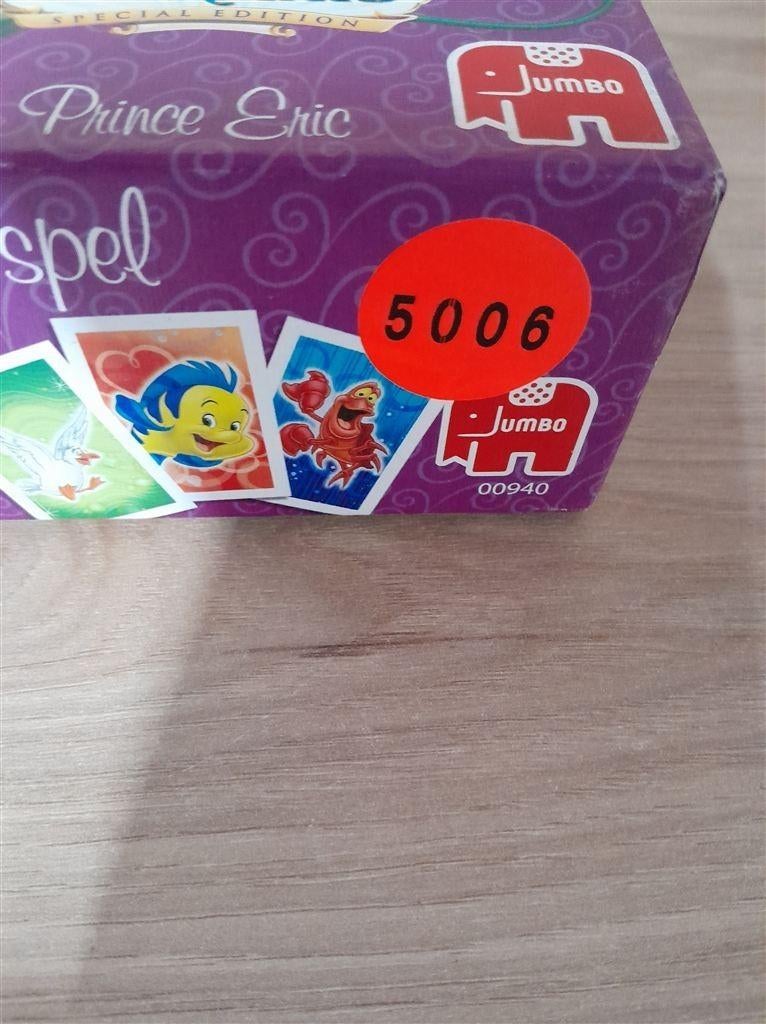 SPECIAL EDITION
Prince Eric
JUMBO
spel
5006
JUMBO
00940